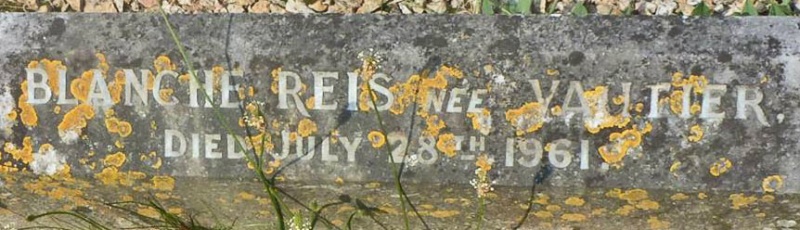 BLANCHE REIS NÉE VAUTIER,
DIED JULY 28TH 1961